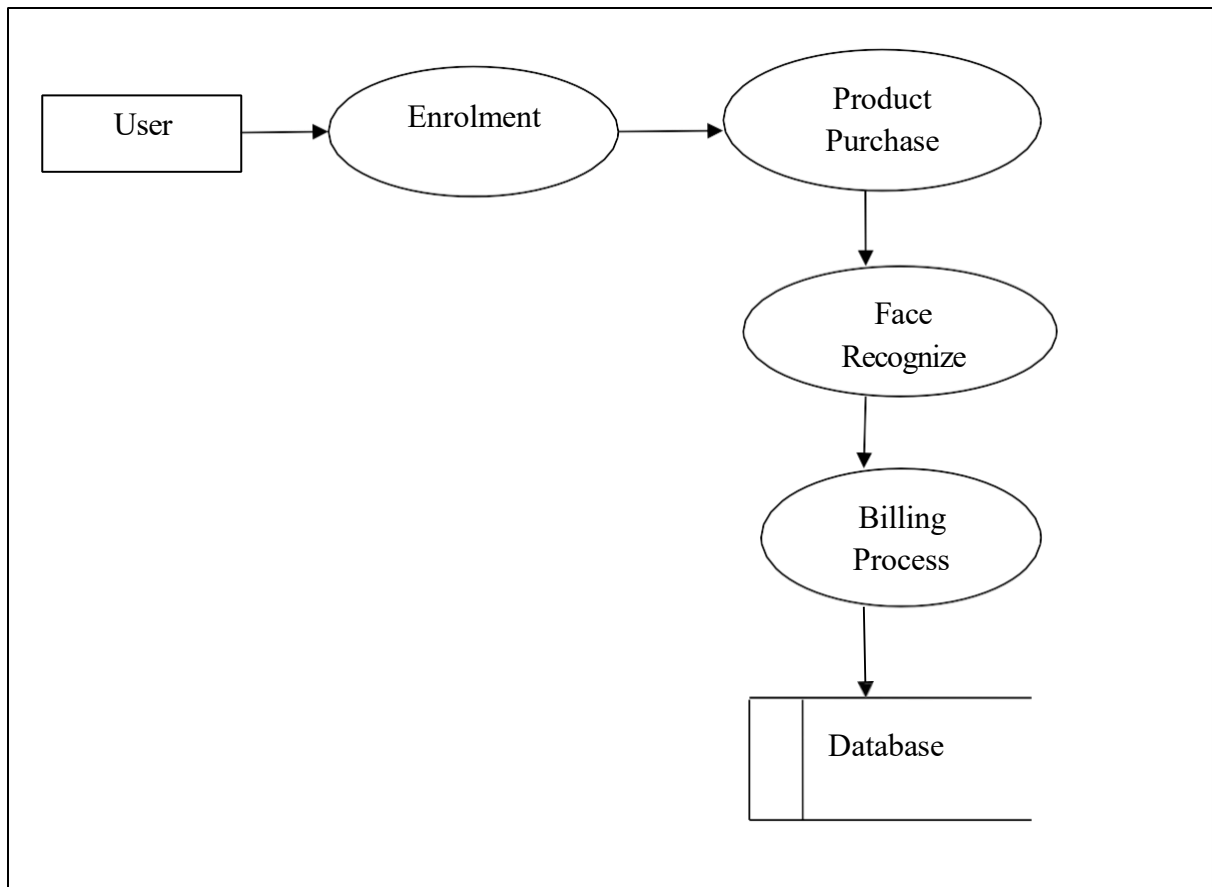 User
Enrolment
Product
Purchase
Face
Recognize
Billing
Process
Database